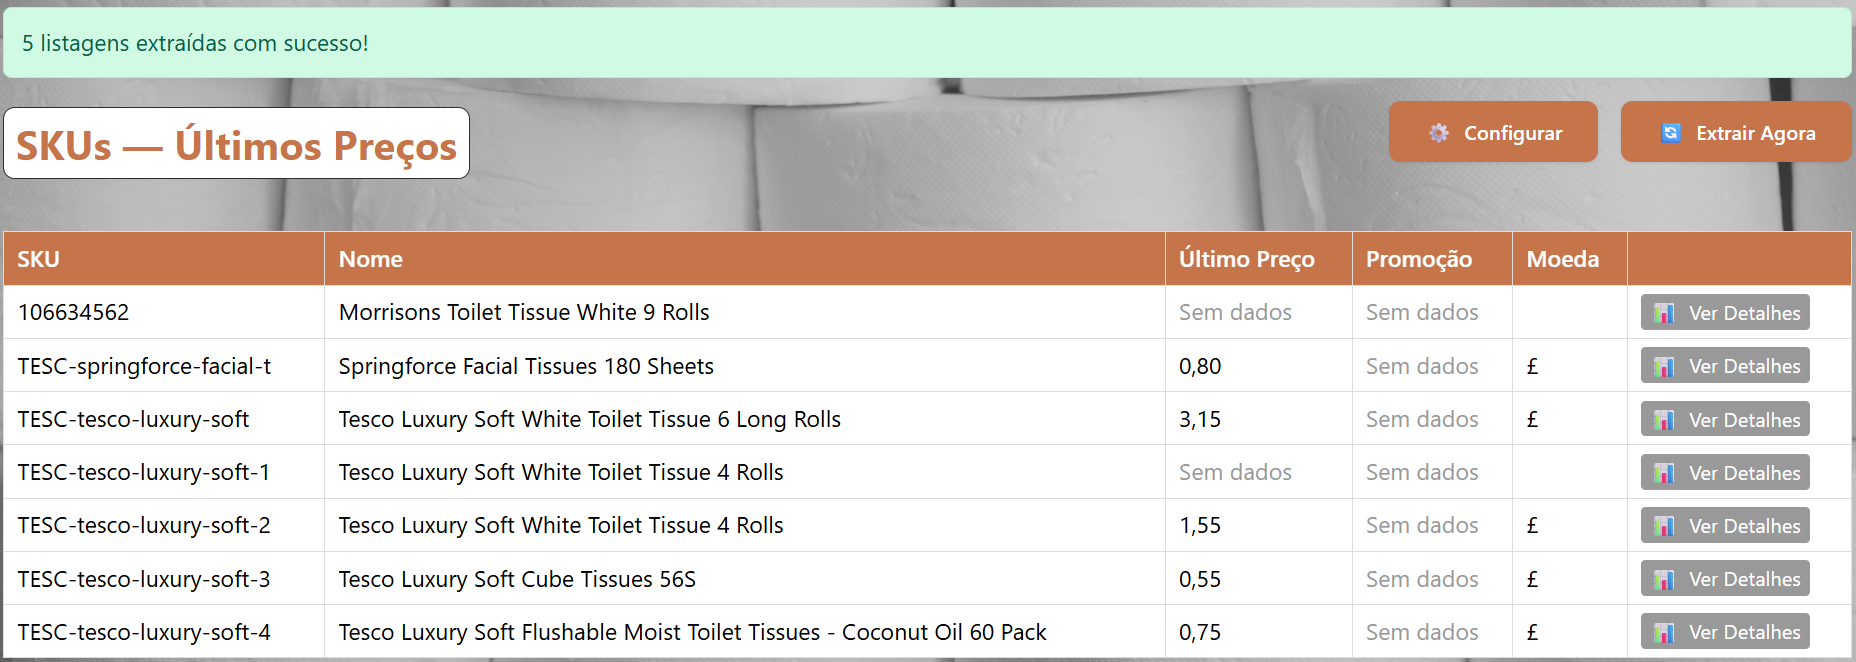 5 listagens extraídas com sucesso!
SKUs — Últimos Preços
Configurar
Extrair Agora
SKU Nome Último Preço Promoção Moeda
106634562 Morrisons Toilet Tissue White 9 Rolls Sem dados Sem dados Ver Detalhes
TESC-springforce-facial-t Springforce Facial Tissues 180 Sheets 0,80 Sem dados £ Ver Detalhes
TESC-tesco-luxury-soft Tesco Luxury Soft White Toilet Tissue 6 Long Rolls 3,15 Sem dados £ Ver Detalhes
TESC-tesco-luxury-soft-1 Tesco Luxury Soft White Toilet Tissue 4 Rolls Sem dados Sem dados Ver Detalhes
TESC-tesco-luxury-soft-2 Tesco Luxury Soft White Toilet Tissue 4 Rolls 1,55 Sem dados £ Ver Detalhes
TESC-tesco-luxury-soft-3 Tesco Luxury Soft Cube Tissues 56S 0,55 Sem dados £ Ver Detalhes
TESC-tesco-luxury-soft-4 Tesco Luxury Soft Flushable Moist Toilet Tissues - Coconut Oil 60 Pack 0,75 Sem dados £ Ver Detalhes